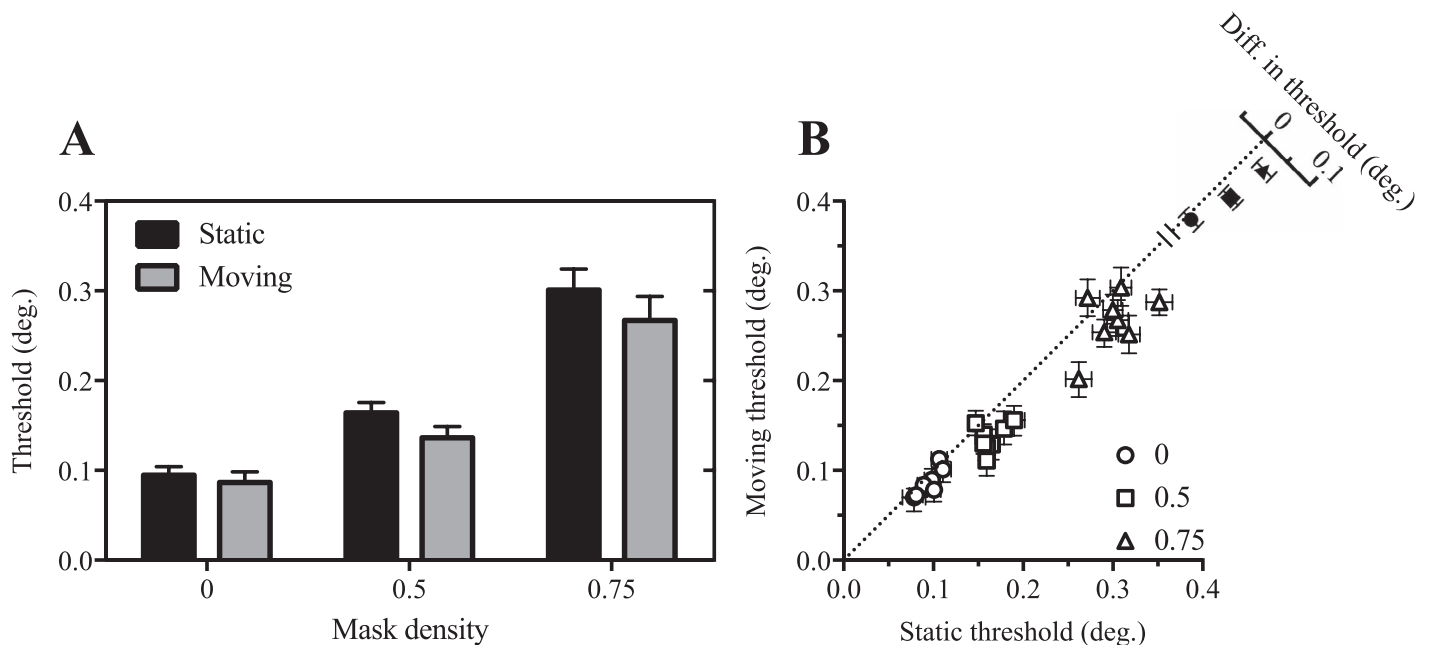 A
Threshold (deg.)
0.4
0.3
0.2
0.1
0.0
Static
Moving
0
0.5
0.75
Mask density
B
Moving threshold (deg.)
0.4
0.3
0.2
0.1
0.0
0.0
0.1
0.2
0.3
0.4
Static threshold (deg.)
0
0.5
0.75
Diff. in threshold (deg.)
0
0.1